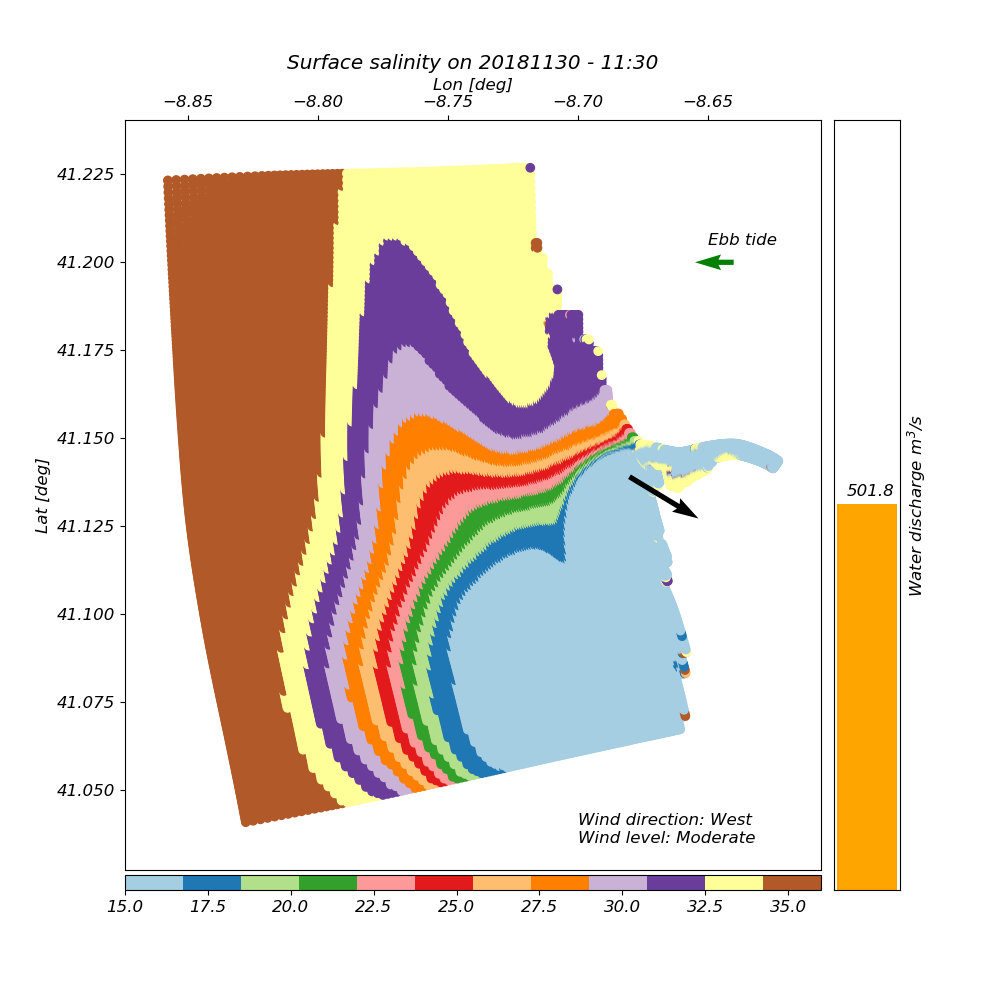 Surface salinity on 20181130 - 11:30
Lon [deg]
−8.85 −8.80 −8.75 −8.70 −8.65
41.225
41.200
41.175
41.150
41.125
41.100
41.075
41.050
Lat [deg]
Ebb tide
501.8
Water discharge m³/s
Wind direction: West
Wind level: Moderate
15.0 17.5 20.0 22.5 25.0 27.5 30.0 32.5 35.0